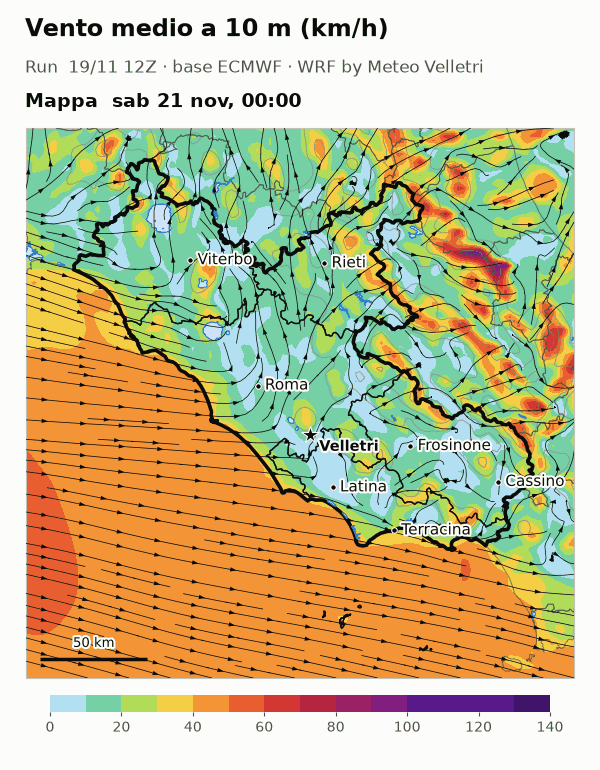 Vento medio a 10 m (km/h)
Run 19/11 12Z · base ECMWF · WRF by Meteo Velletri
Mappa sab 21 nov, 00:00
Viterbo
Rieti
Roma
Velletri
Frosinone
Latina
Cassino
Terracina
50 km
0 20 40 60 80 100 120 140